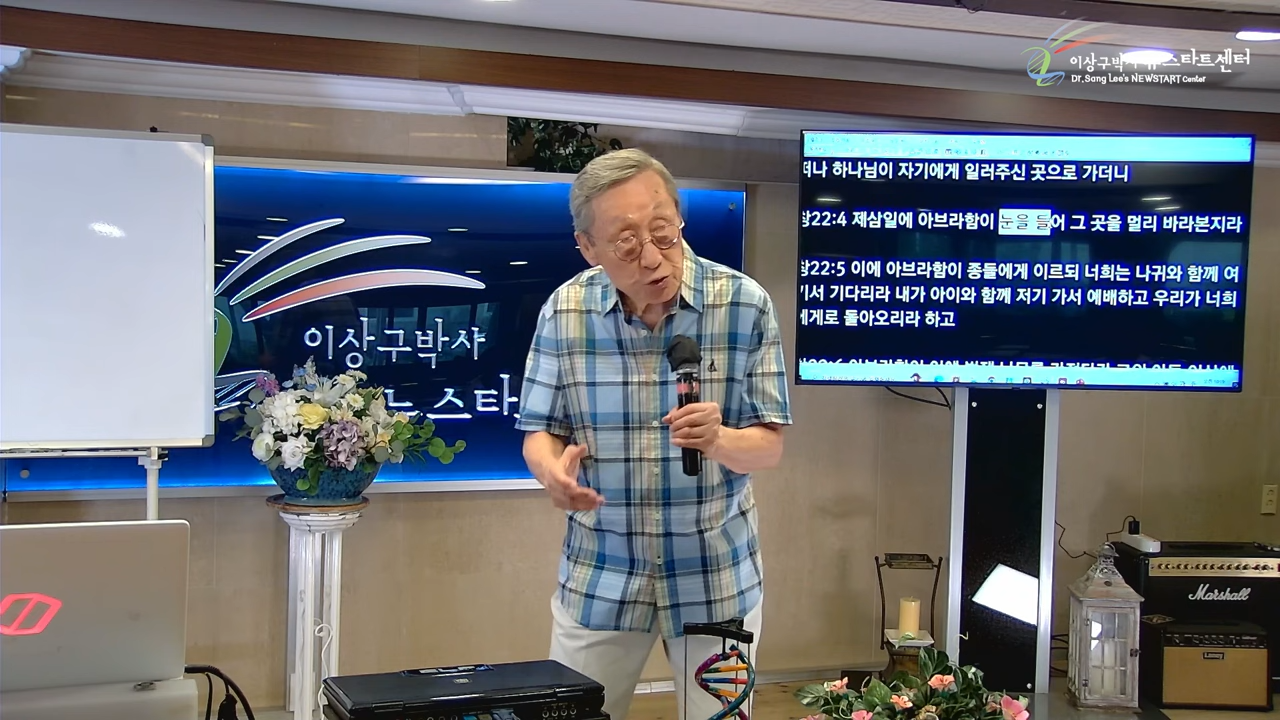 이상구박사 뉴스타트센터
Dr. Sang Lee's NEWSTART Center
떠나 하나님이 자기에게 일러주신 곳으로 가더니
창22:4 제삼일에 아브라함이 눈을 들어 그 곳을 멀리 바라본지라
창22:5 이에 아브라함이 종들에게 이르되 너희는 나귀와 함께 여
기서 기다리라 내가 아이와 함께 저기 가서 예배하고 우리가 너희
에게로 돌아오리라 하고
이상구박사
뉴스타
Marshall
Laney